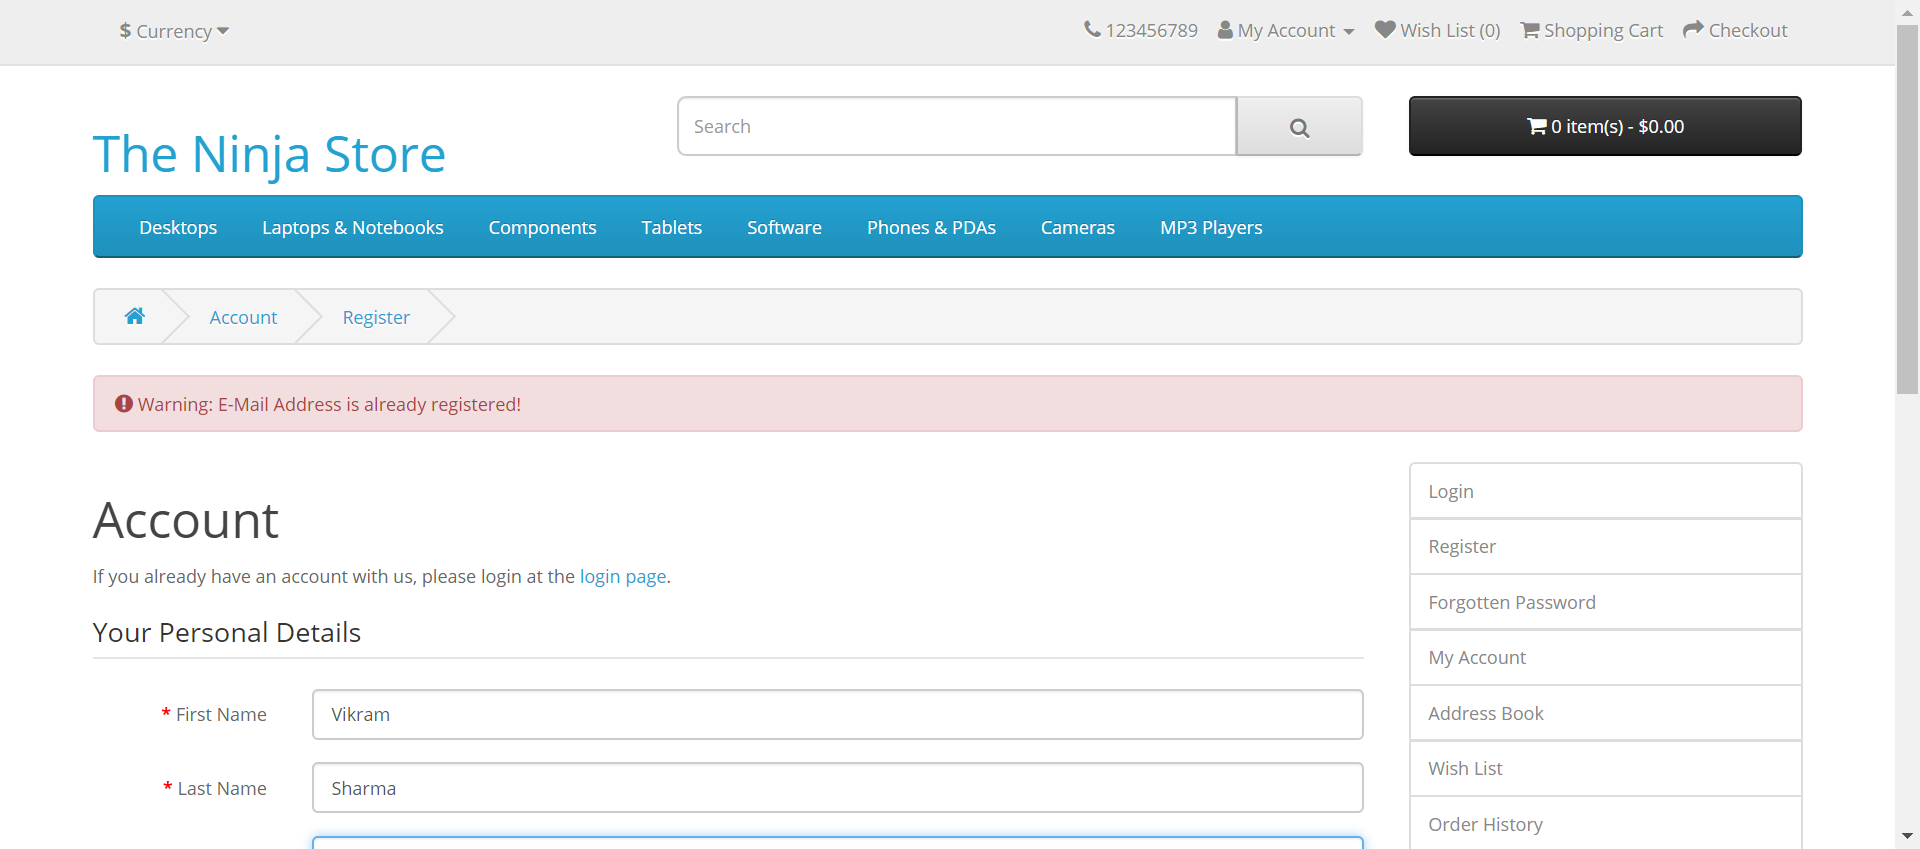 $ Currency
123456789 My Account Wish List (0) Shopping Cart Checkout
The Ninja Store
Search
0 item(s) - $0.00
Desktops Laptops & Notebooks Components Tablets Software Phones & PDAs Cameras MP3 Players
Account Register
Warning: E-Mail Address is already registered!
Account
If you already have an account with us, please login at the login page.
Your Personal Details
* First Name Vikram
* Last Name Sharma
Login
Register
Forgotten Password
My Account
Address Book
Wish List
Order History